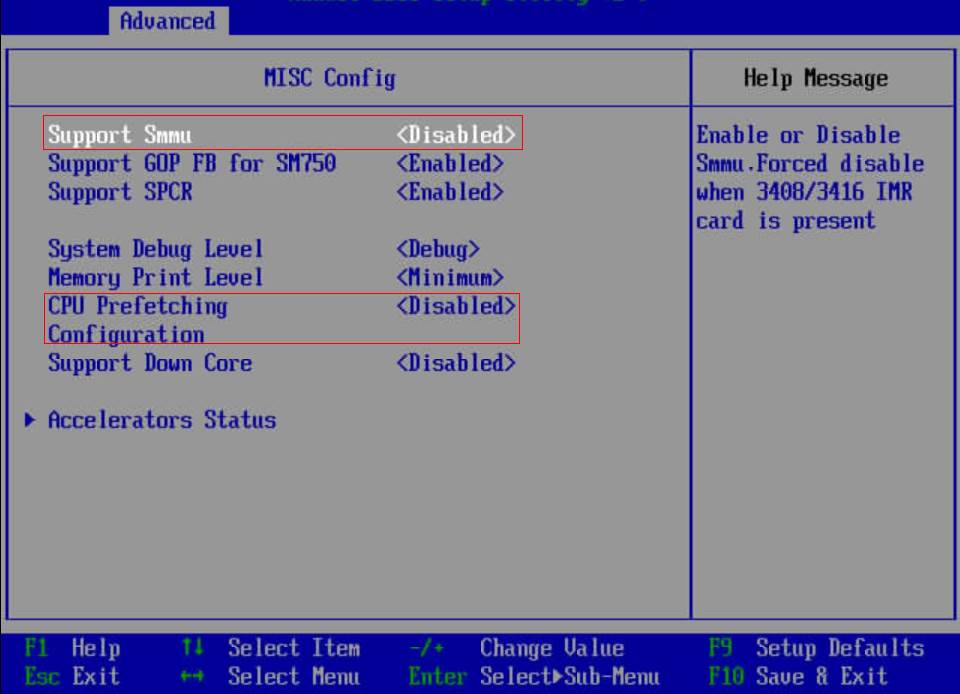 Advanced
MISC Config
Help Message
Support Smmu <Disabled>
Support GOP FB for SM750 <Enabled>
Support SPCR <Enabled>
System Debug Level <Debug>
Memory Print Level <Minimum>
CPU Prefetching <Disabled>
Configuration
Support Down Core <Disabled>
Accelerators Status
Enable or Disable
Smmu.Forced disable
when 3408/3416 IMR
card is present
F1 Help ↑↓ Select Item -/+ Change Value F9 Setup Defaults
Esc Exit ←→ Select Menu Enter Select▶Sub-Menu F10 Save & Exit